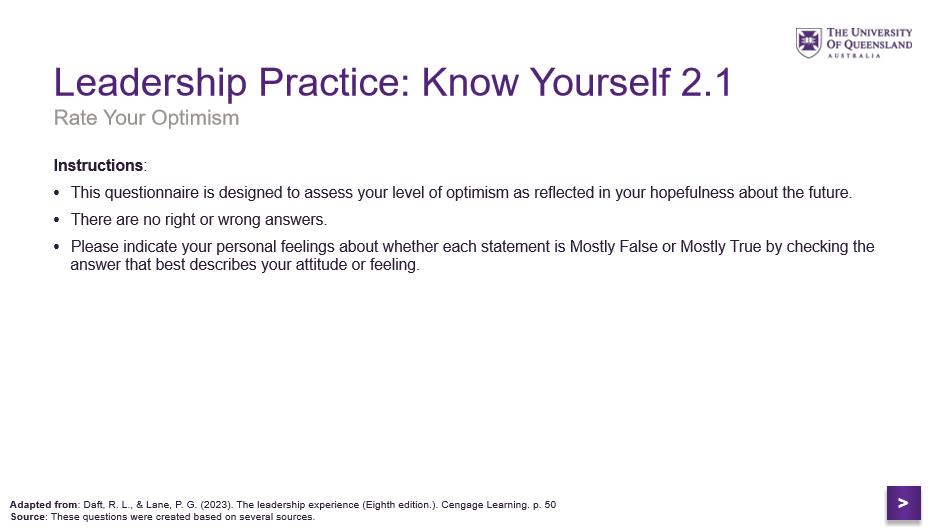 THE UNIVERSITY
OF QUEENSLAND
AUSTRALIA
Leadership Practice: Know Yourself 2.1
Rate Your Optimism
Instructions:
• This questionnaire is designed to assess your level of optimism as reflected in your hopefulness about the future.
• There are no right or wrong answers.
• Please indicate your personal feelings about whether each statement is Mostly False or Mostly True by checking the
answer that best describes your attitude or feeling.
Adapted from: Daft, R. L., & Lane, P. G. (2023). The leadership experience (Eighth edition.). Cengage Learning. p. 50
Source: These questions were created based on several sources.
>